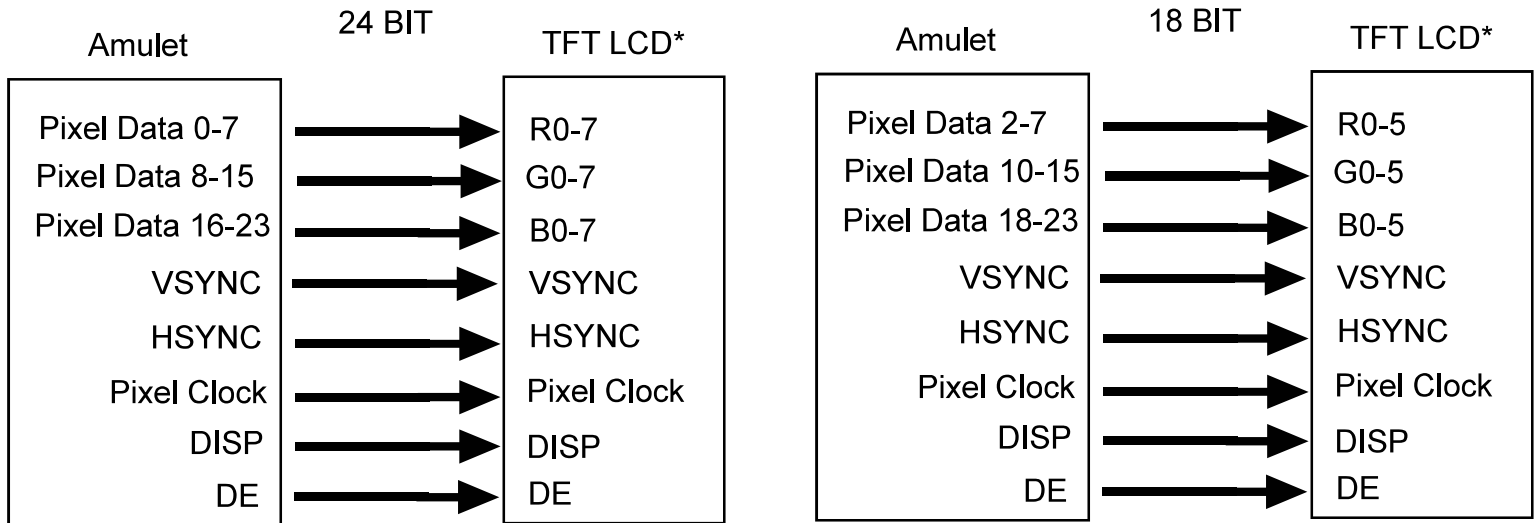 24 BIT
Amulet
TFT LCD*
Pixel Data 0-7
R0-7
Pixel Data 8-15
G0-7
Pixel Data 16-23
B0-7
VSYNC
VSYNC
HSYNC
HSYNC
Pixel Clock
Pixel Clock
DISP
DISP
DE
DE
18 BIT
Amulet
TFT LCD*
Pixel Data 2-7
R0-5
Pixel Data 10-15
G0-5
Pixel Data 18-23
B0-5
VSYNC
VSYNC
HSYNC
HSYNC
Pixel Clock
Pixel Clock
DISP
DISP
DE
DE